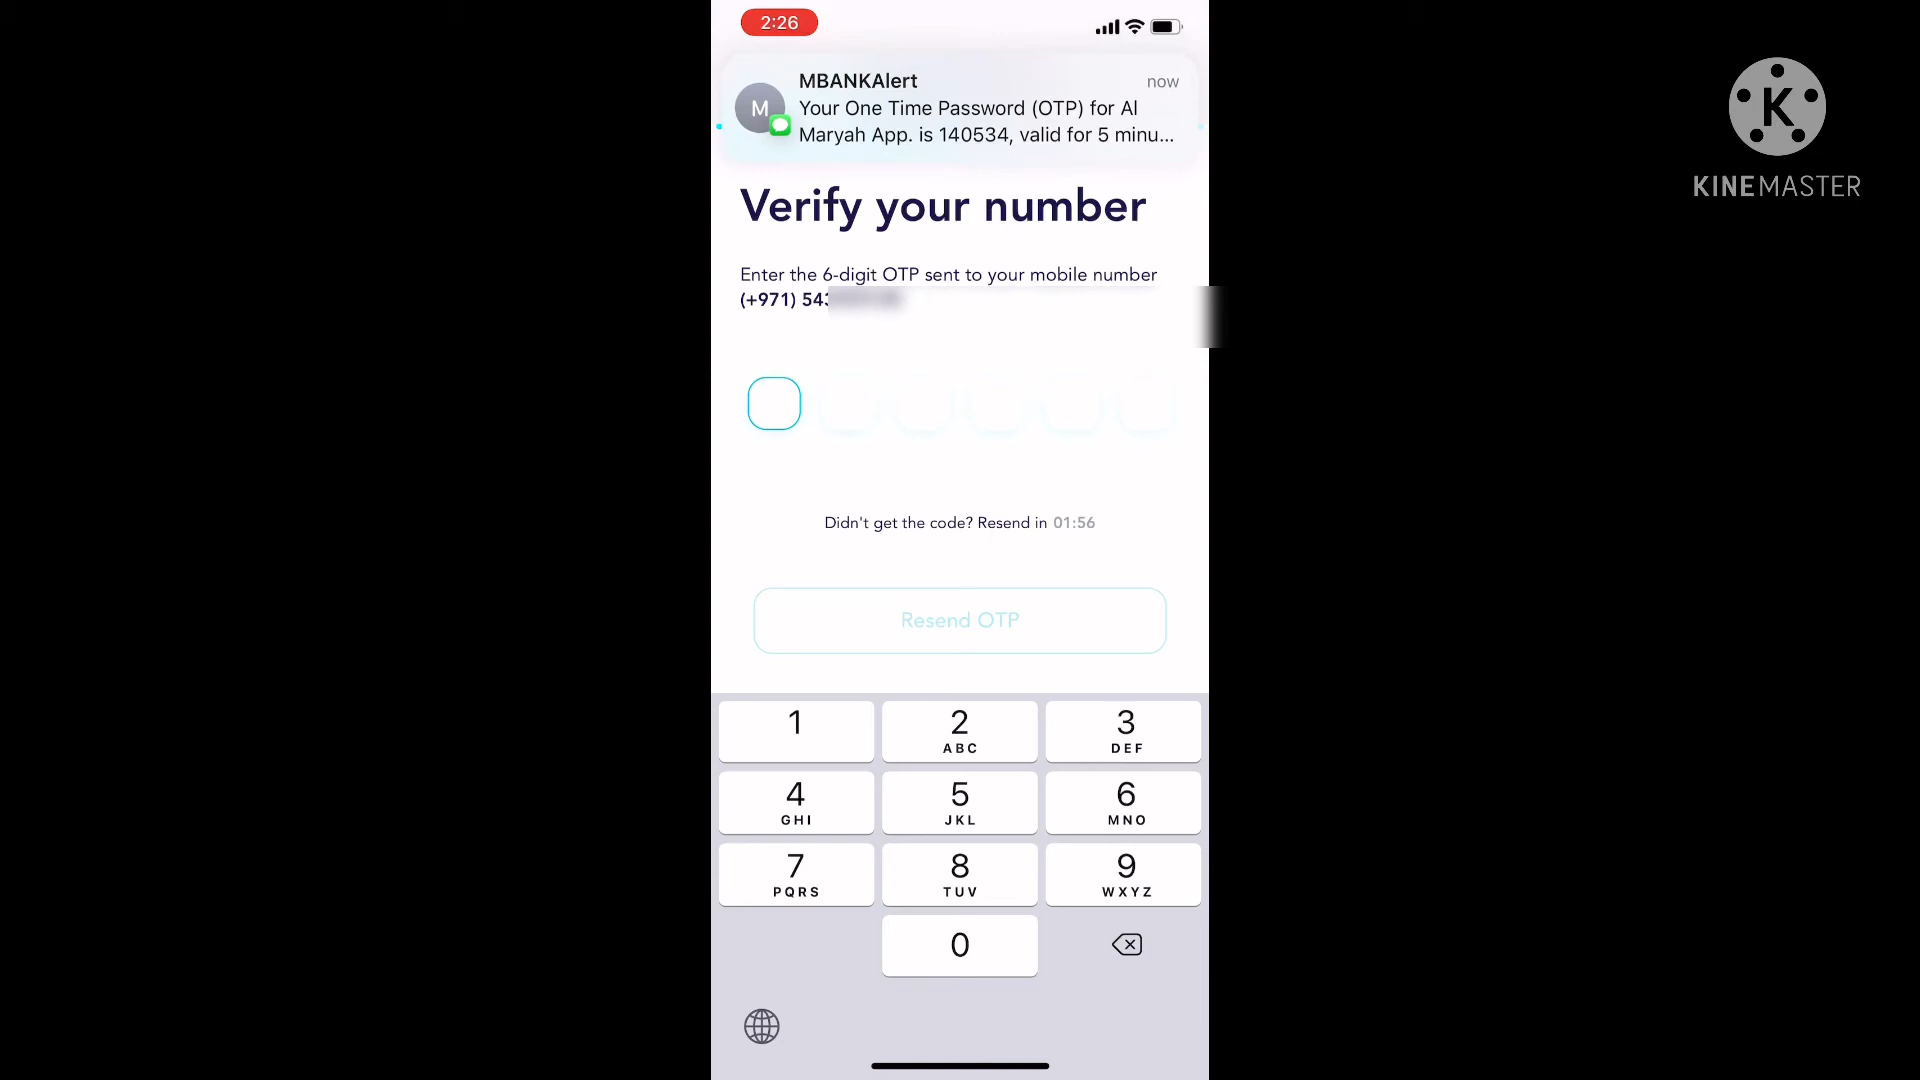 2:26
MBANKAlert
now
M
Your One Time Password (OTP) for Al
Maryah App. is 140534, valid for 5 minu...
Verify your number
Enter the 6-digit OTP sent to your mobile number
(+971) 54
Didn't get the code? Resend in 01:56
Resend OTP
1
2
ABC
3
DEF
4
GHI
5
JKL
6
MNO
7
PQRS
8
TUV
9
WXYZ
0
K
KINEMASTER